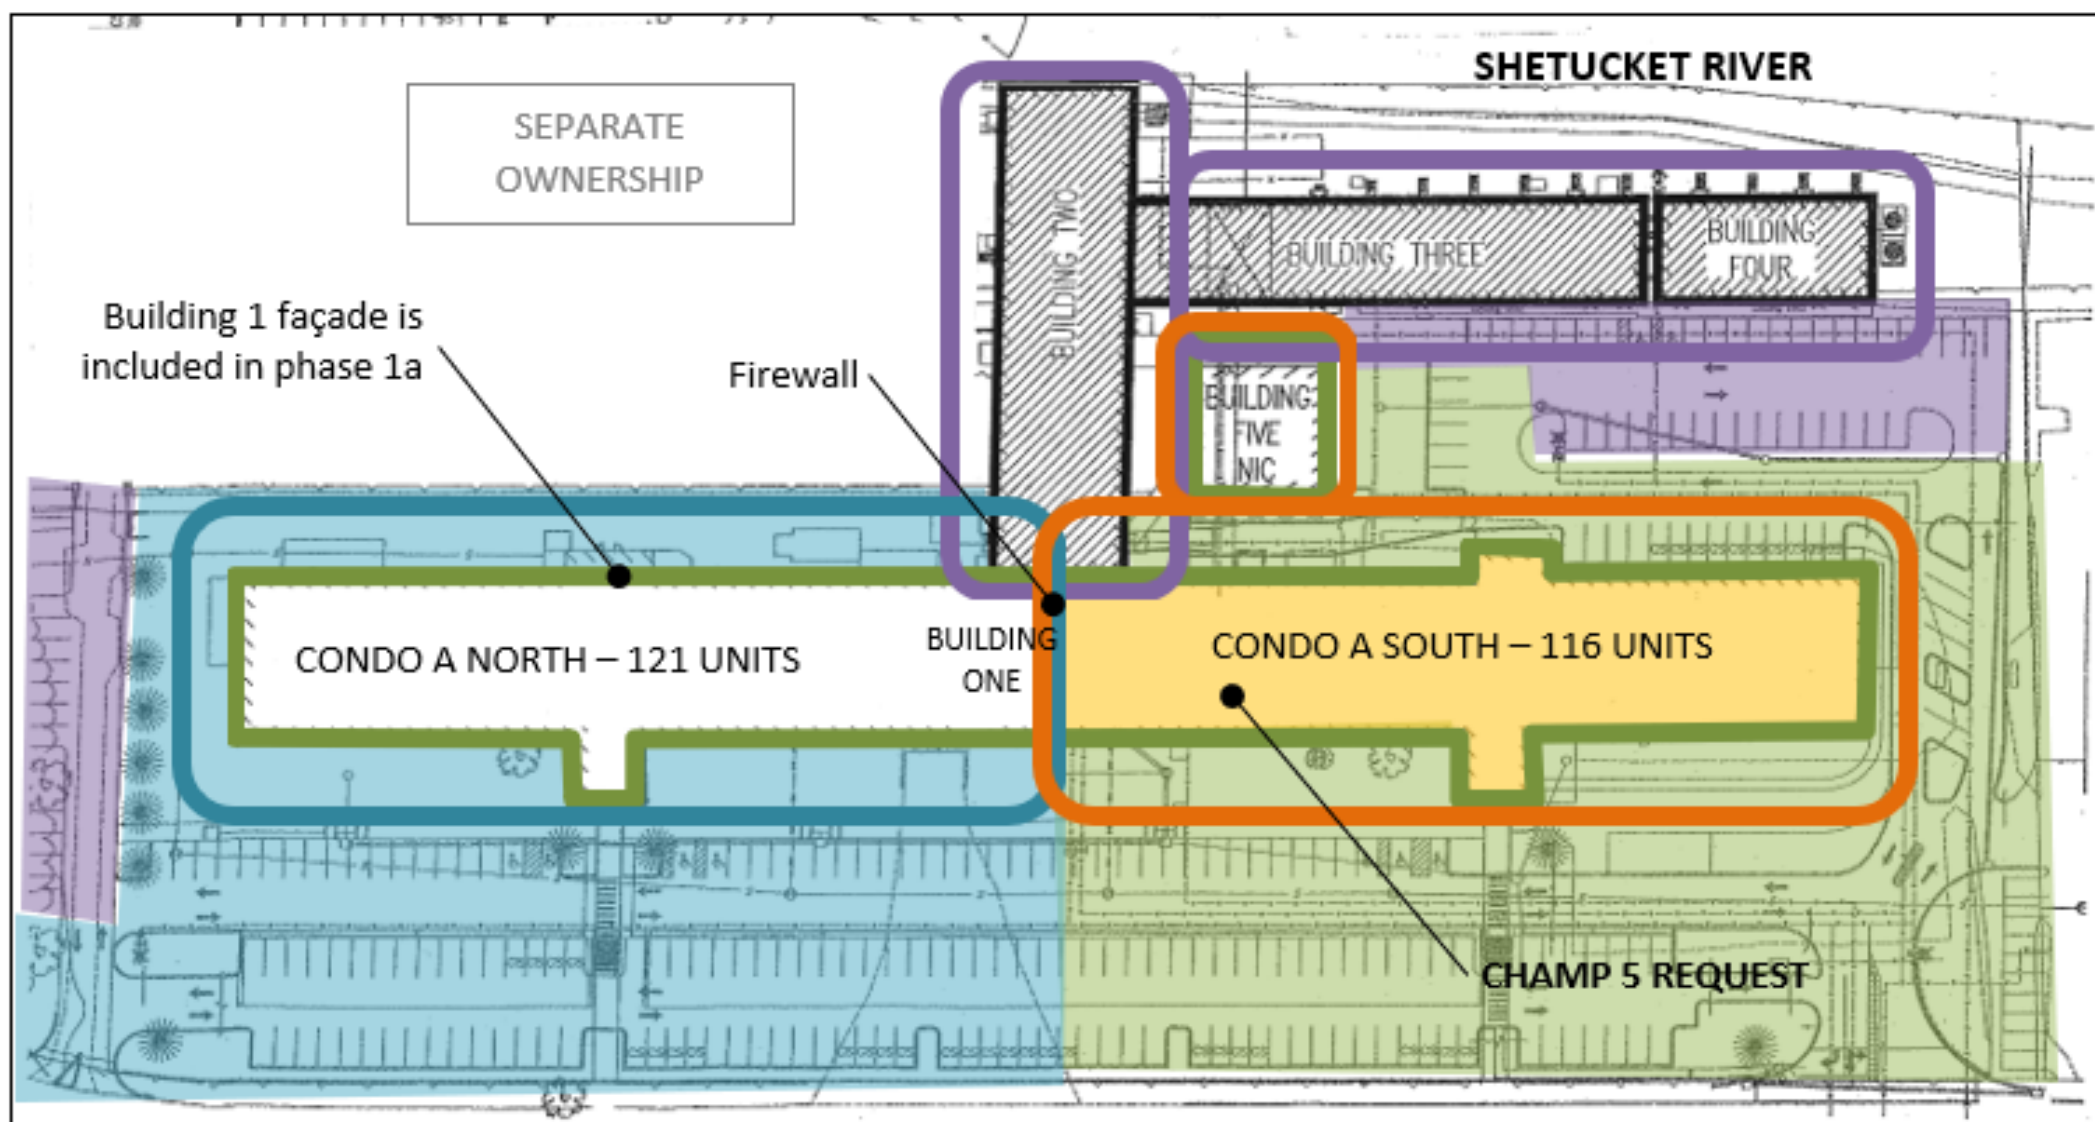 SHETUCKET RIVER
SEPARATE
OWNERSHIP
BUILDING TWO
BUILDING THREE
BUILDING
FOUR
Building 1 façade is
included in phase 1a
Firewall
BUILDING
FIVE
NIC
CONDO A NORTH – 121 UNITS
BUILDING
ONE
CONDO A SOUTH – 116 UNITS
CHAMP 5 REQUEST